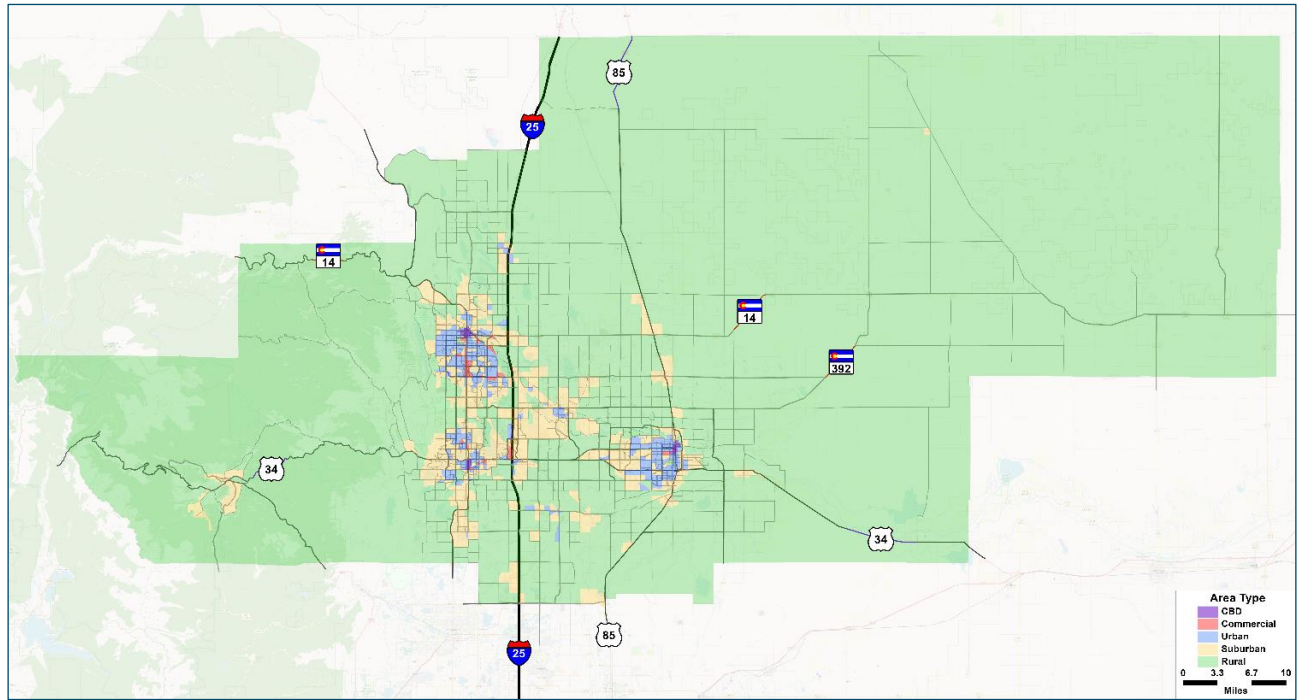 85
25
14
14
392
34
34
85
25
Area Type
CBD
Commercial
Urban
Suburban
Rural
0 3.3 6.7 10
Miles